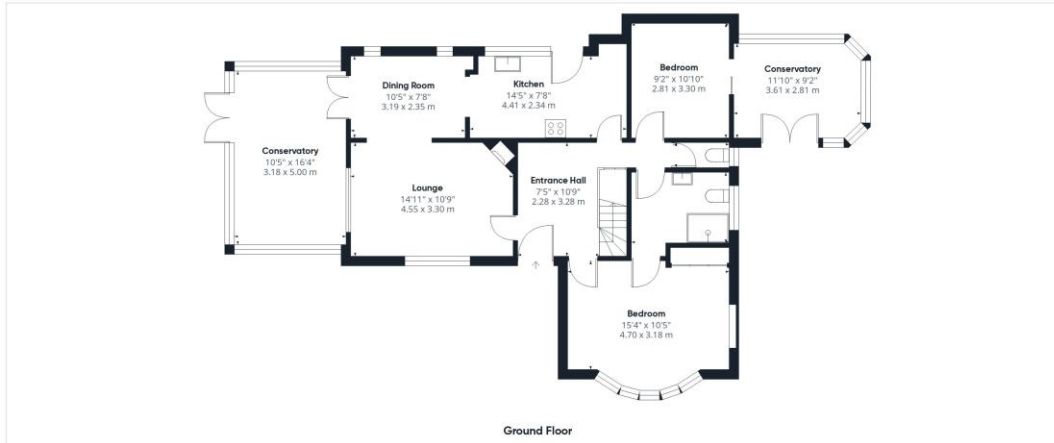 Bedroom
9'2" x 10'10"
2.81 x 3.30 m
Conservatory
11'10" x 9'2"
3.61 x 2.81 m
Dining Room
10'5" x 7'8"
3.19 x 2.35 m
Kitchen
14'5" x 7'8"
4.41 x 2.34 m
Conservatory
10'5" x 16'4"
3.18 x 5.00 m
Lounge
14'11" x 10'9"
4.55 x 3.30 m
Entrance Hall
7'5" x 10'9"
2.28 x 3.28 m
Bedroom
15'4" x 10'5"
4.70 x 3.18 m
Ground Floor